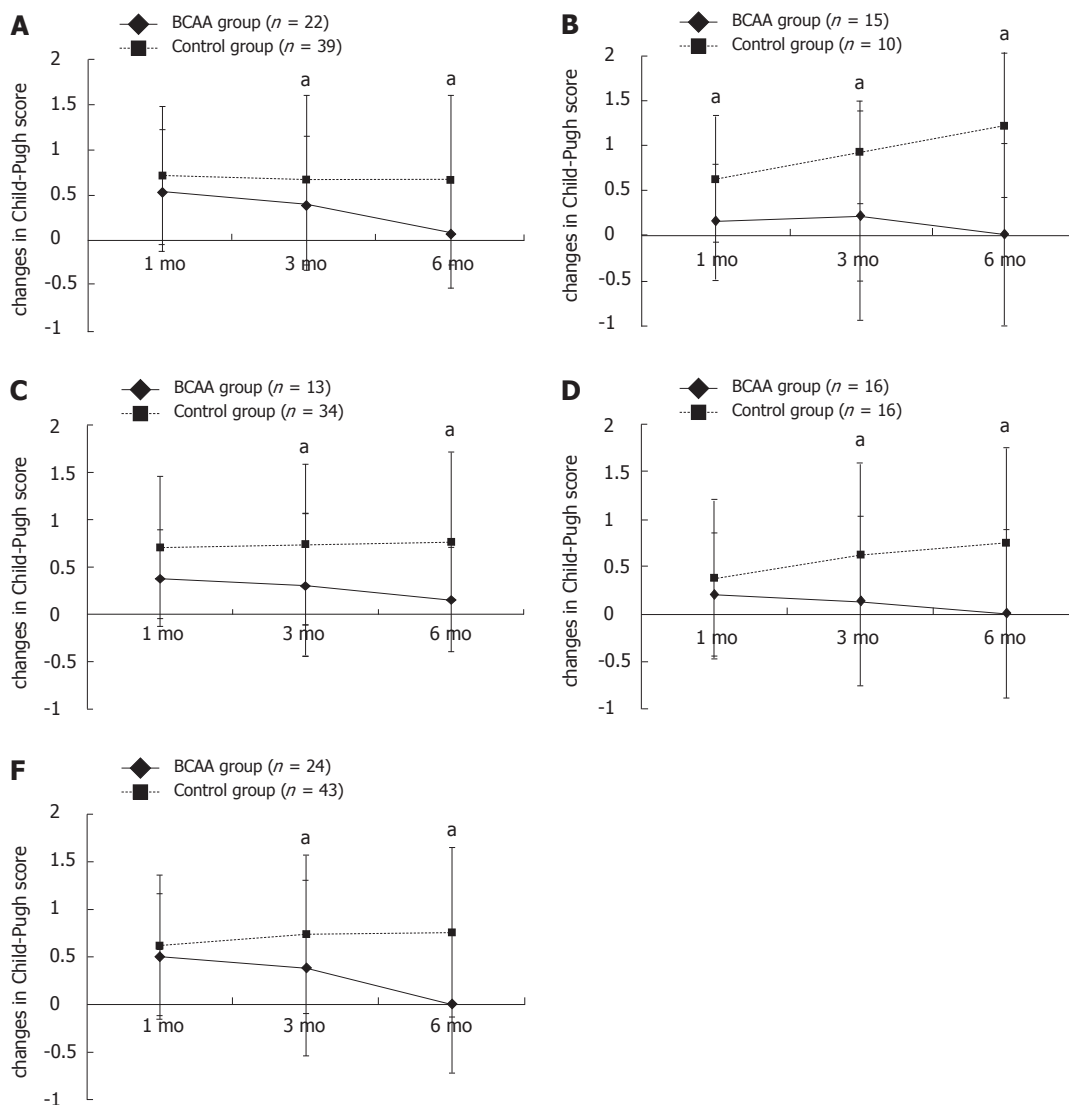 A
BCAA group (n = 22)
Control group (n = 39)
changes in Child-Pugh score
2
1.5
1
0.5
0
-0.5
-1
a
a
1 mo
3 mo
6 mo
B
BCAA group (n = 15)
Control group (n = 10)
changes in Child-Pugh score
2
1.5
1
0.5
0
-0.5
-1
a
a
a
1 mo
3 mo
6 mo
C
BCAA group (n = 13)
Control group (n = 34)
changes in Child-Pugh score
2
1.5
1
0.5
0
-0.5
-1
a
a
1 mo
3 mo
6 mo
D
BCAA group (n = 16)
Control group (n = 16)
changes in Child-Pugh score
2
1.5
1
0.5
0
-0.5
-1
a
a
1 mo
3 mo
6 mo
F
BCAA group (n = 24)
Control group (n = 43)
changes in Child-Pugh score
2
1.5
1
0.5
0
-0.5
-1
a
a
1 mo
3 mo
6 mo